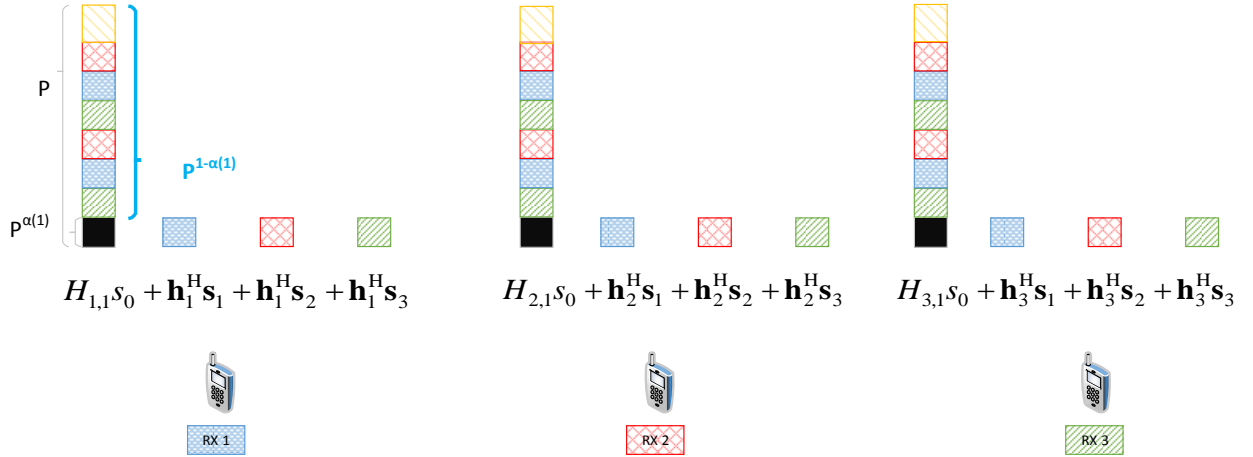 P
P^{1-α(1)}
P^{α(1)}
H_{1,1}s_0 + h_1^H s_1 + h_1^H s_2 + h_1^H s_3
H_{2,1}s_0 + h_2^H s_1 + h_2^H s_2 + h_2^H s_3
H_{3,1}s_0 + h_3^H s_1 + h_3^H s_2 + h_3^H s_3
RX 1
RX 2
RX 3